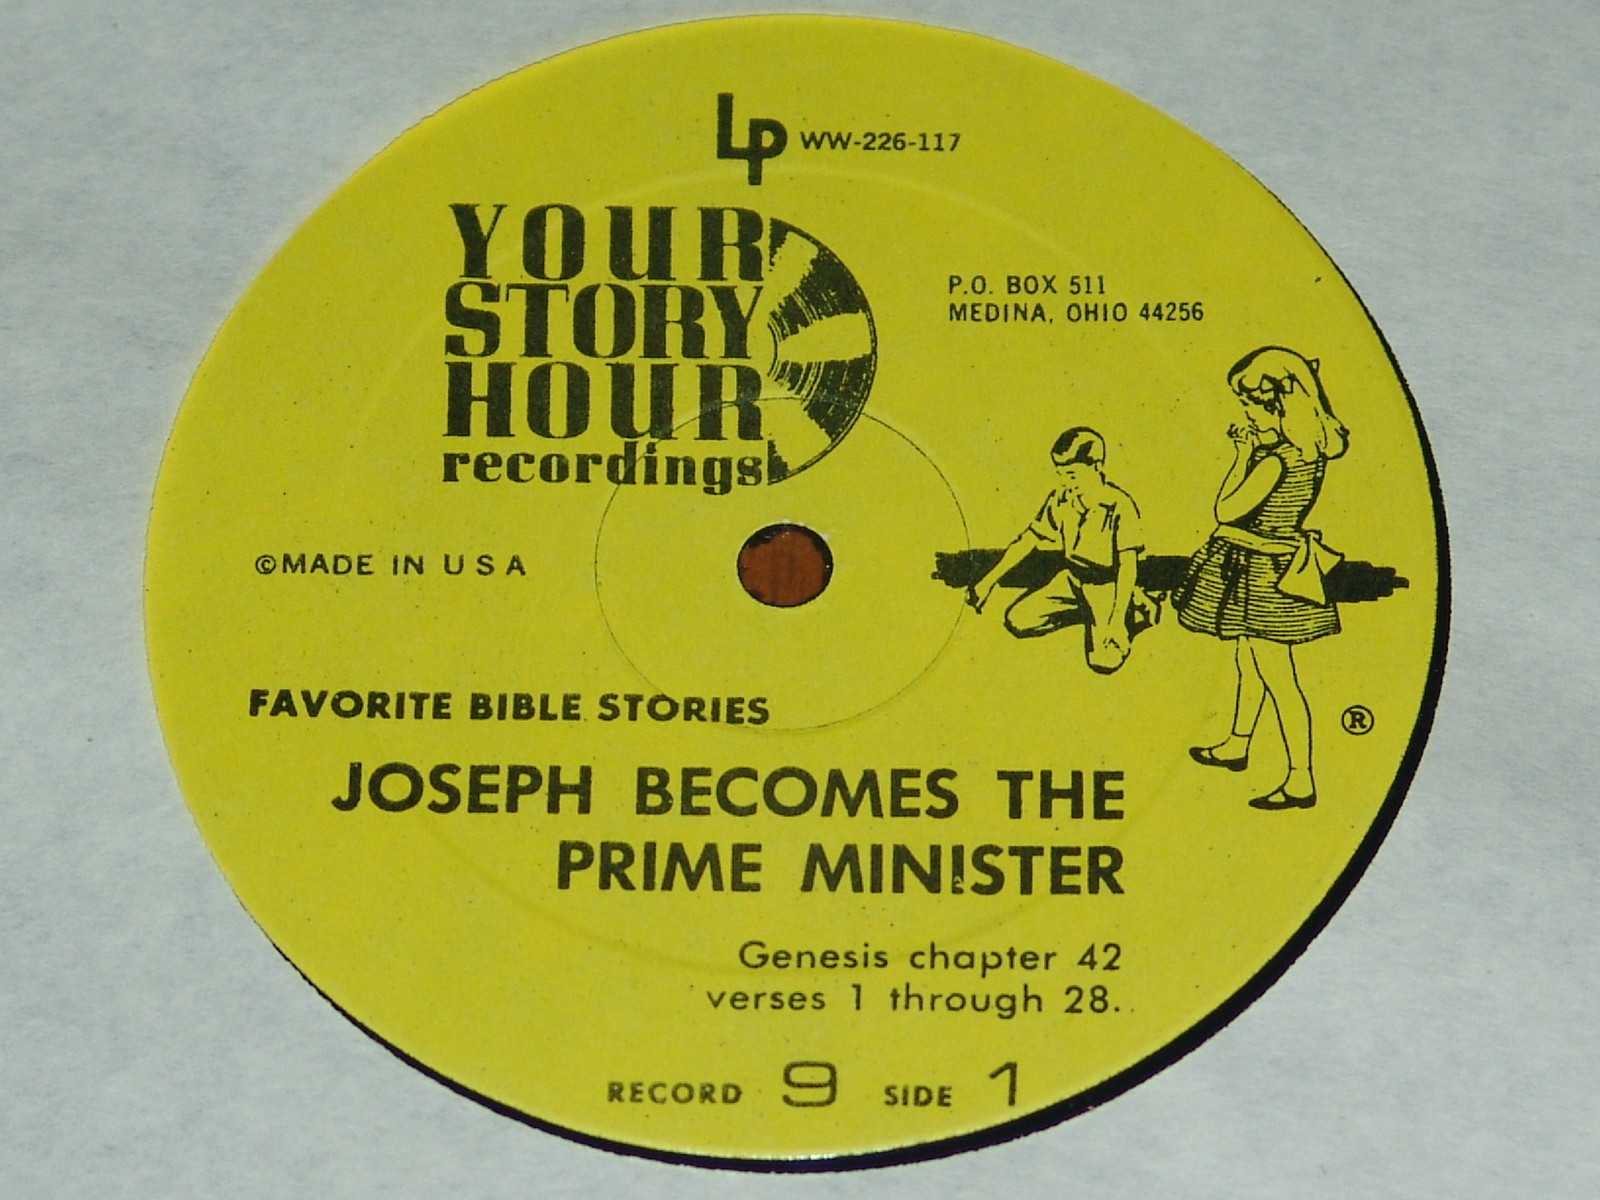 LP WW-226-117
YOUR
STORY
HOUR
recordings
P.O. BOX 511
MEDINA, OHIO 44256
©MADE IN U S A
FAVORITE BIBLE STORIES
®
JOSEPH BECOMES THE
PRIME MINISTER
Genesis chapter 42
verses 1 through 28.
RECORD 9 SIDE 1